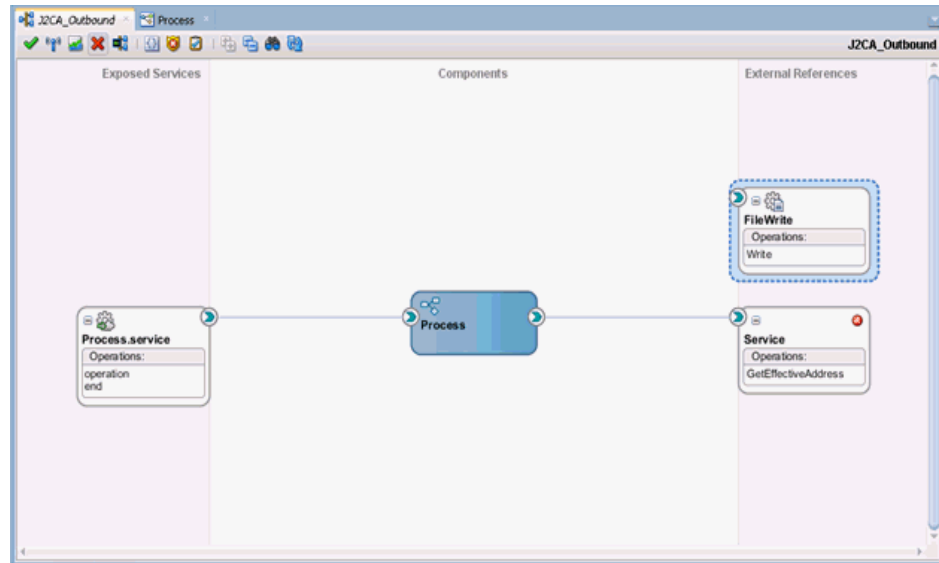 J2CA_Outbound
Process
J2CA_Outbound
Exposed Services
Components
External References
FileWrite
Operations:
Write
Process.service
Operations:
operation
end
Process
Service
Operations:
GetEffectiveAddress